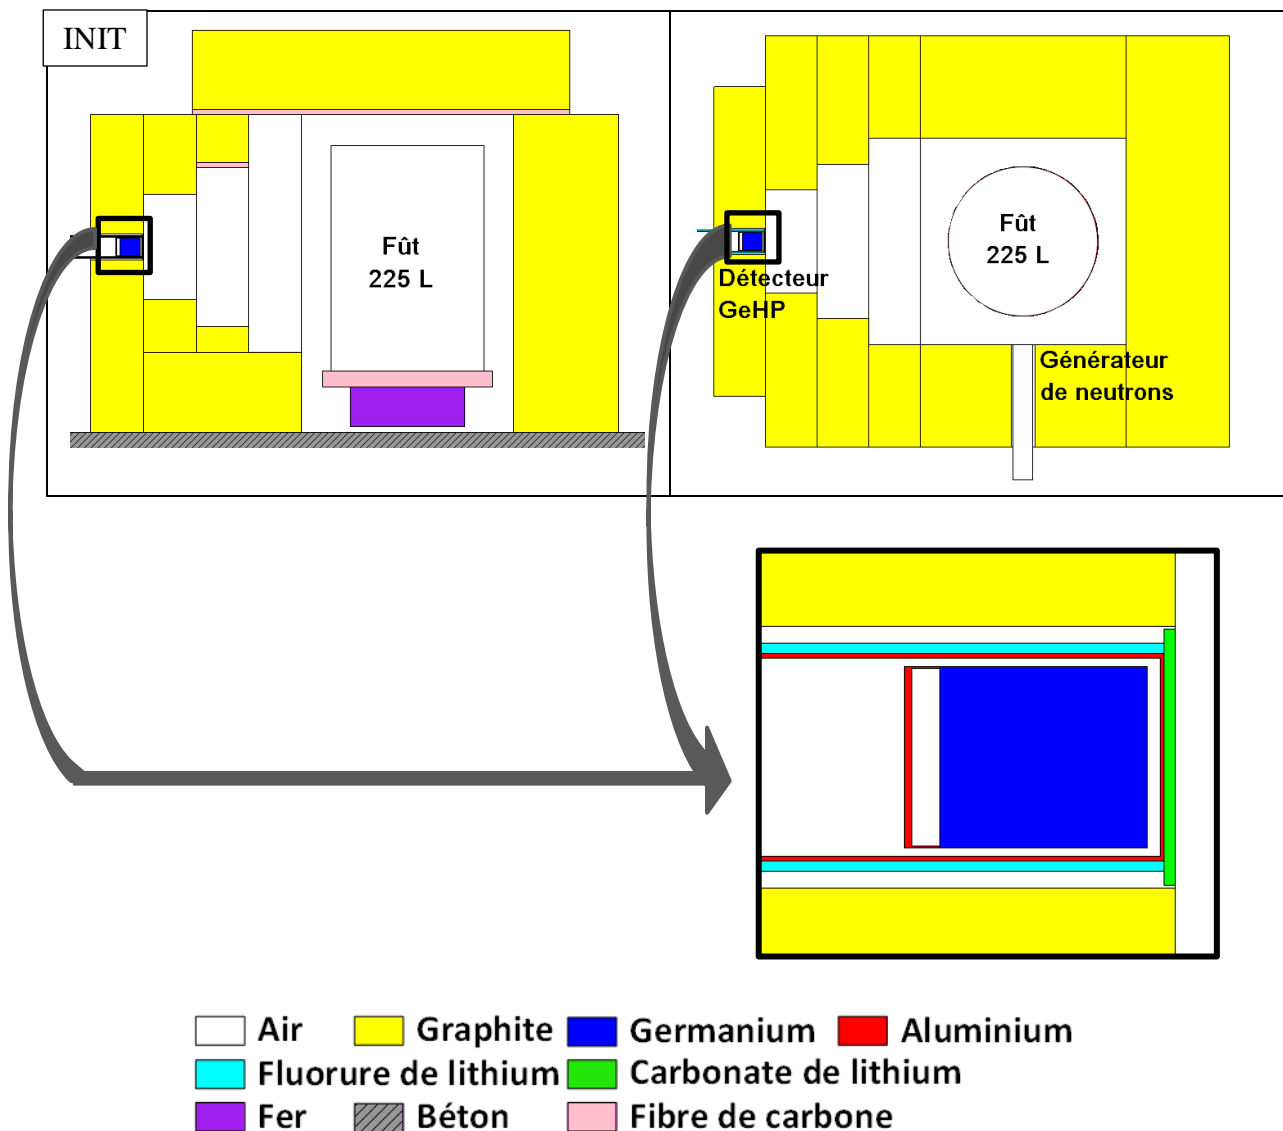 INIT
Fût
225 L
Fût
225 L
Détecteur
GeHP
Générateur
de neutrons
Air
Graphite
Germanium
Aluminium
Fluorure de lithium
Carbonate de lithium
Fer
Béton
Fibre de carbone